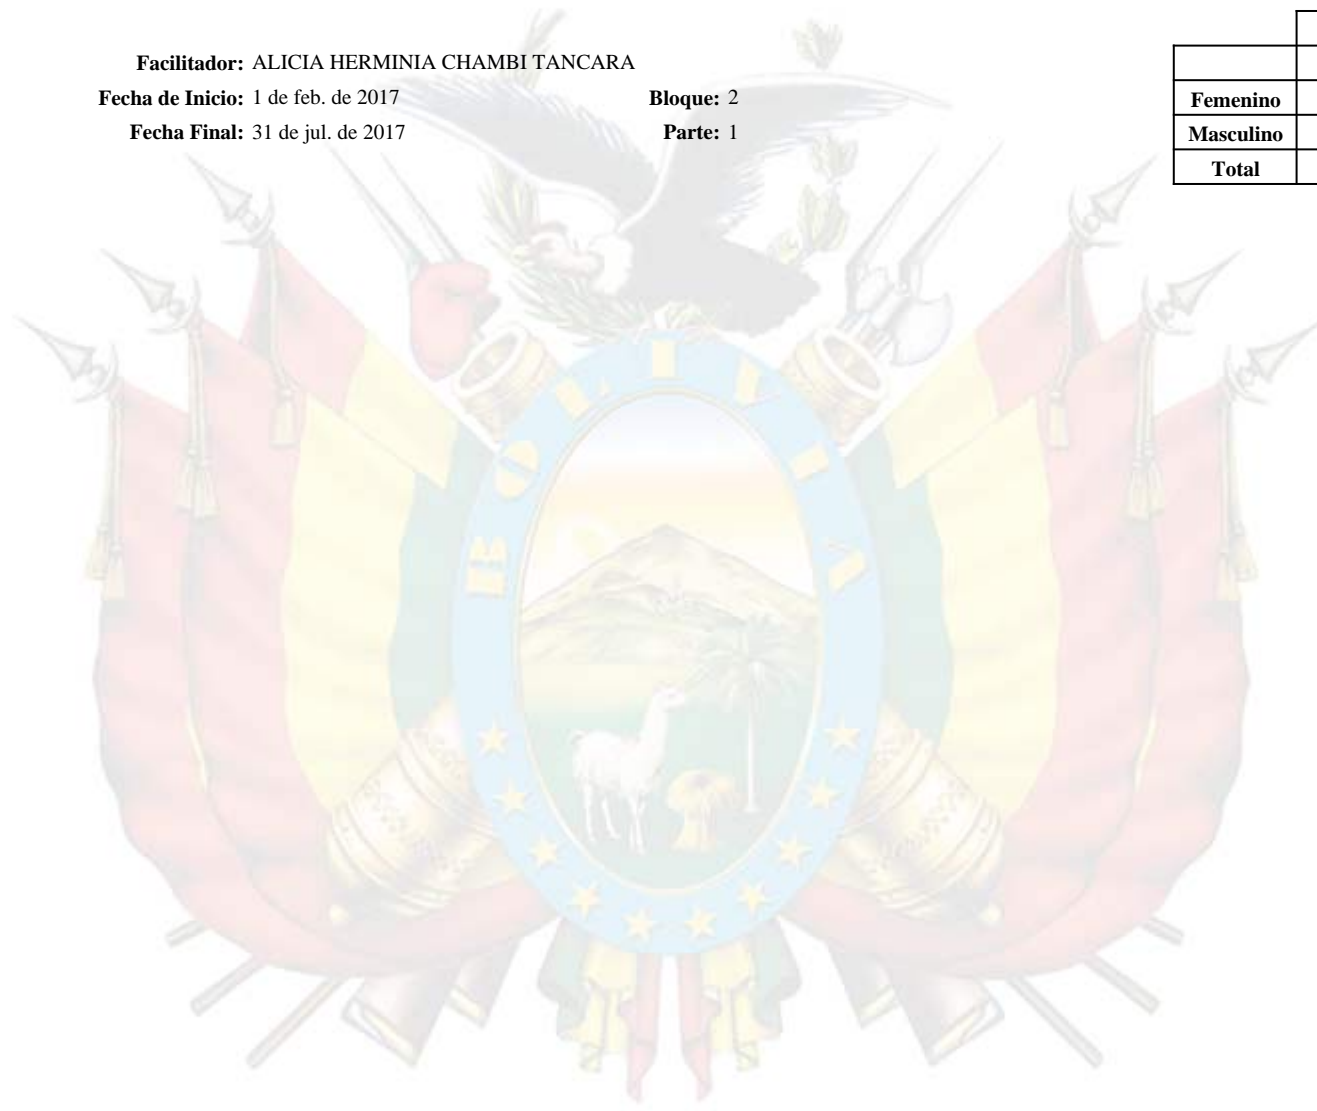 Facilitador: ALICIA HERMINIA CHAMBI TANCARA
Fecha de Inicio: 1 de feb. de 2017 Bloque: 2
Fecha Final: 31 de jul. de 2017 Parte: 1
Femenino
Masculino
Total
BOLIVIA